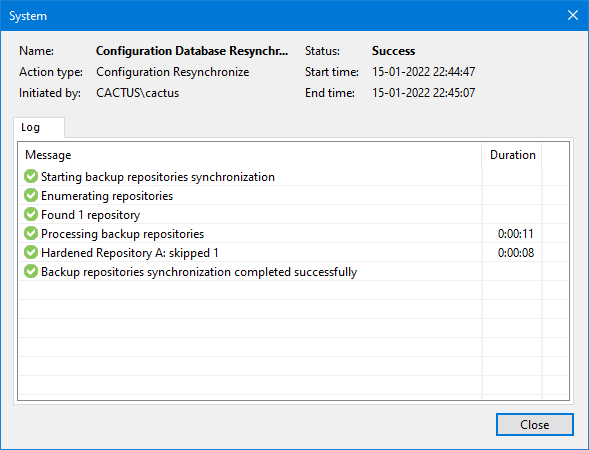 System
Name: Configuration Database Resynchr... Status: Success
Action type: Configuration Resynchronize Start time: 15-01-2022 22:44:47
Initiated by: CACTUS\cactus End time: 15-01-2022 22:45:07
Log
Message Duration
Starting backup repositories synchronization
Enumerating repositories
Found 1 repository
Processing backup repositories 0:00:11
Hardened Repository A: skipped 1 0:00:08
Backup repositories synchronization completed successfully
Close